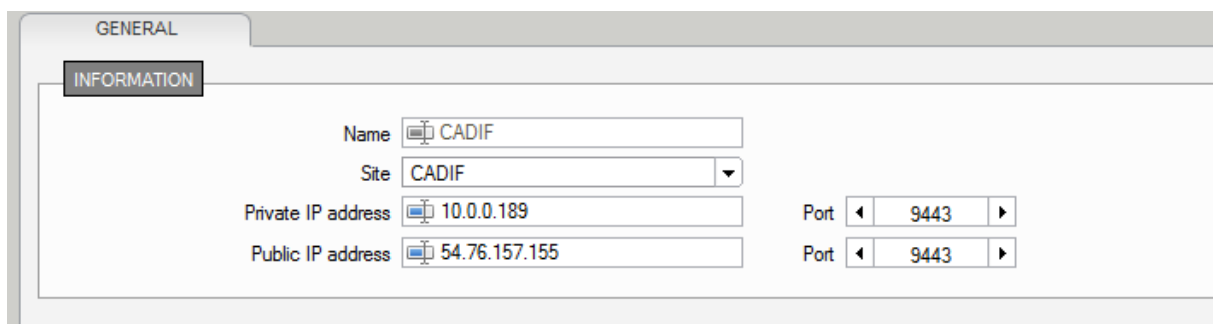 GENERAL
INFORMATION
Name CADIF
Site CADIF
Private IP address 10.0.0.189 Port 9443
Public IP address 54.76.157.155 Port 9443